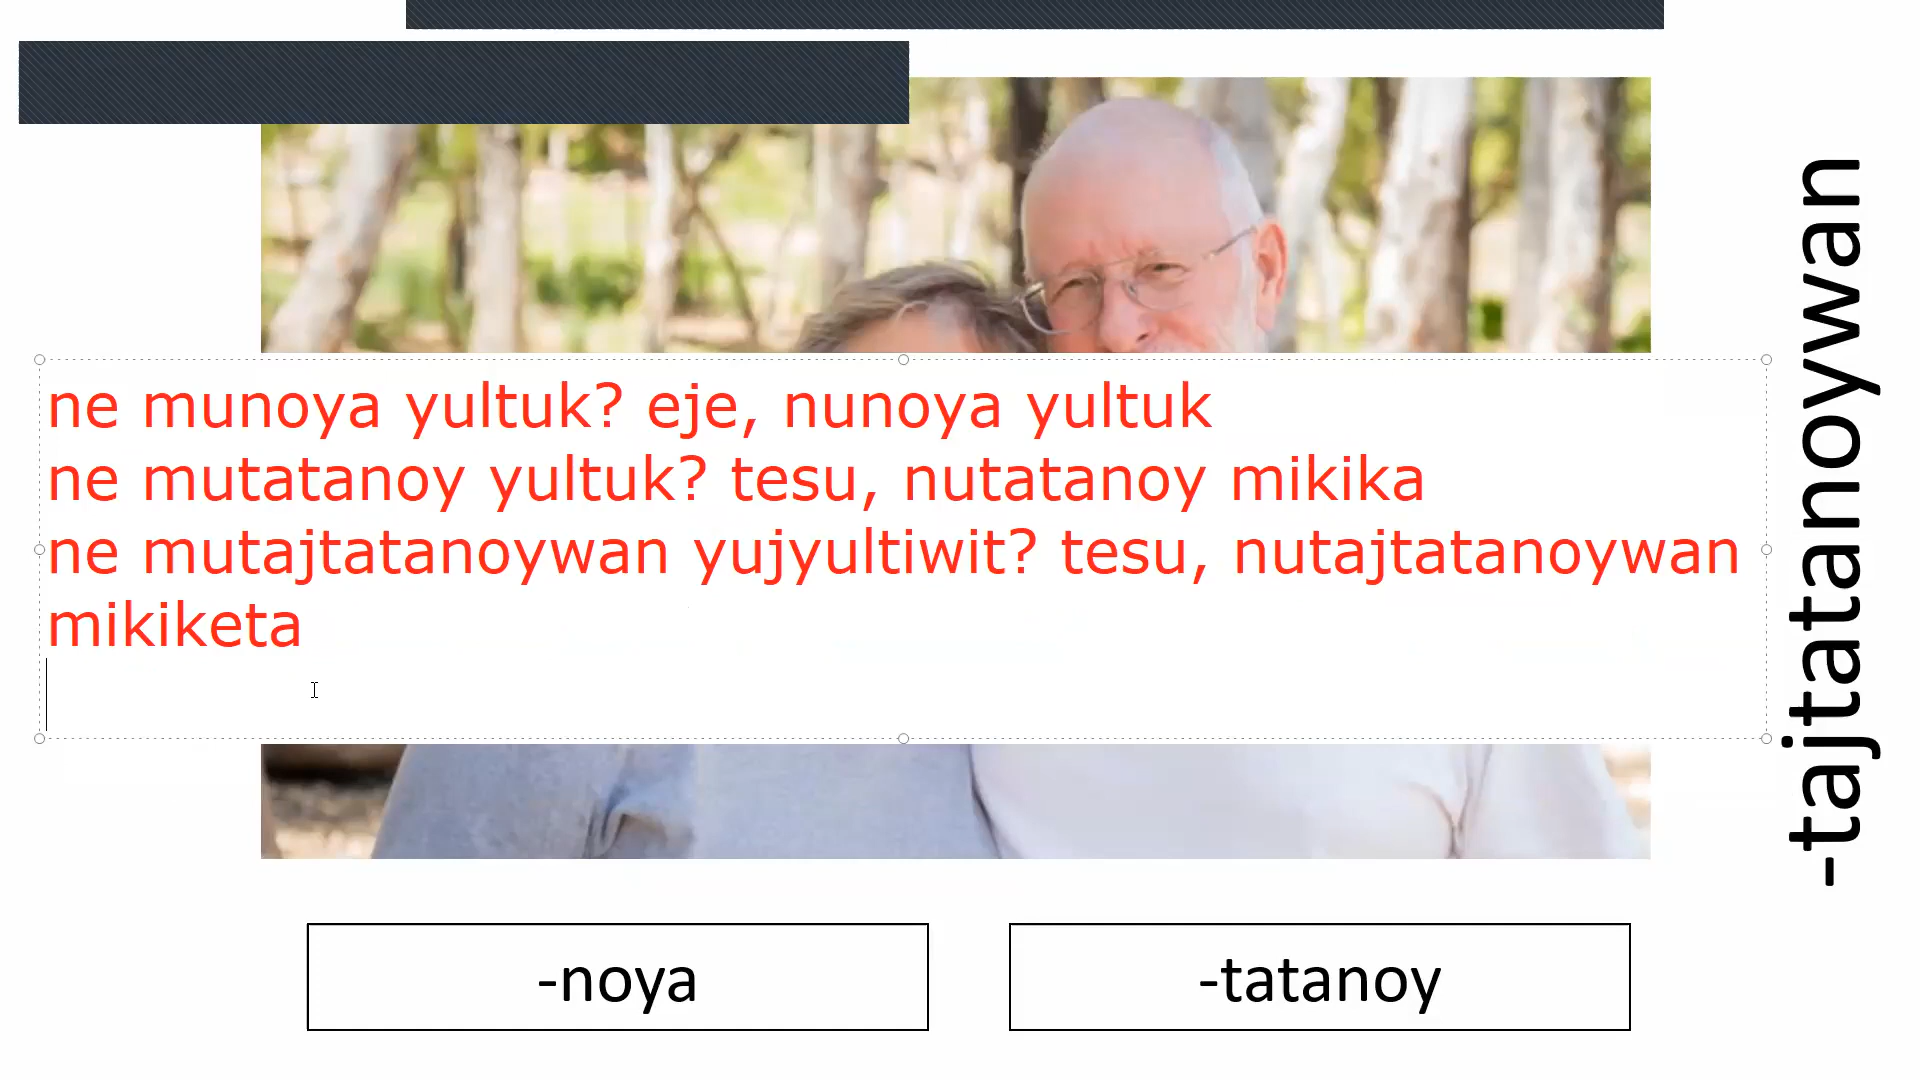 ne munoya yultuk? eje, nunoya yultuk
ne mutatanoy yultuk? tesu, nutatanoy mikika
ne mutajtatanoywan yujyultiwit? tesu, nutajtatanoywan
mikiketa
-tajtatanoywan
-noya
-tatanoy